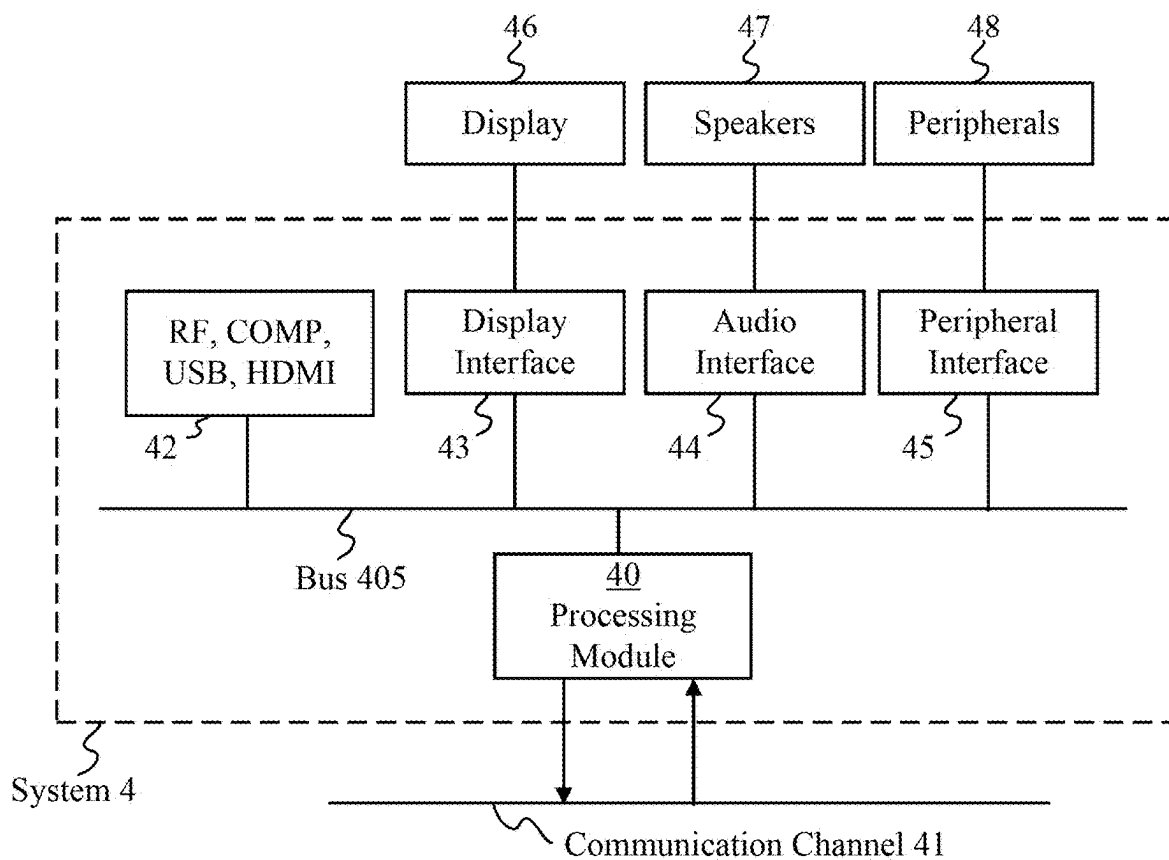 46
47
48
Display
Speakers
Peripherals
RF, COMP,
USB, HDMI
Display
Interface
Audio
Interface
Peripheral
Interface
42
43
44
45
Bus 405
40
Processing
Module
System 4
Communication Channel 41